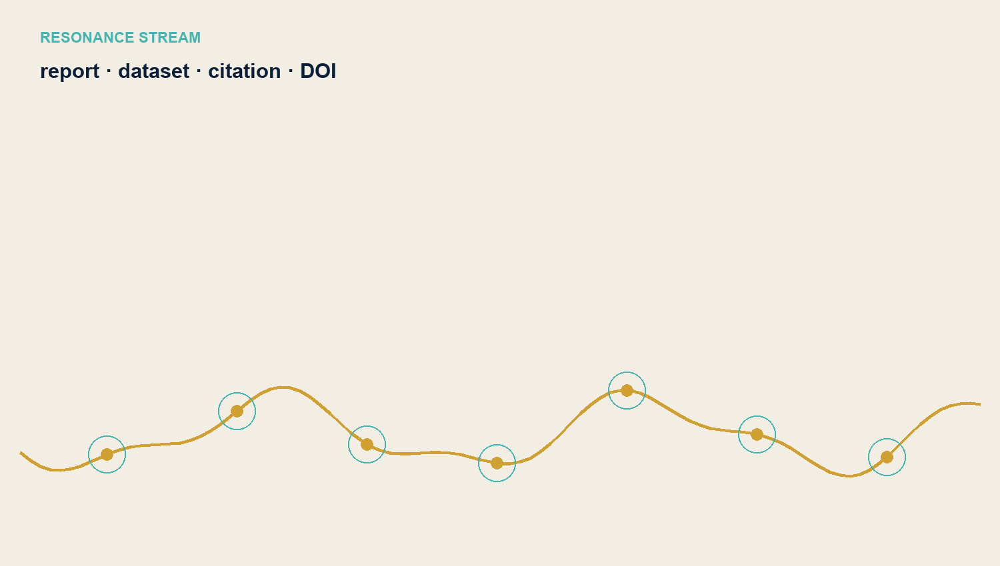 RESONANCE STREAM
report · dataset · citation · DOI